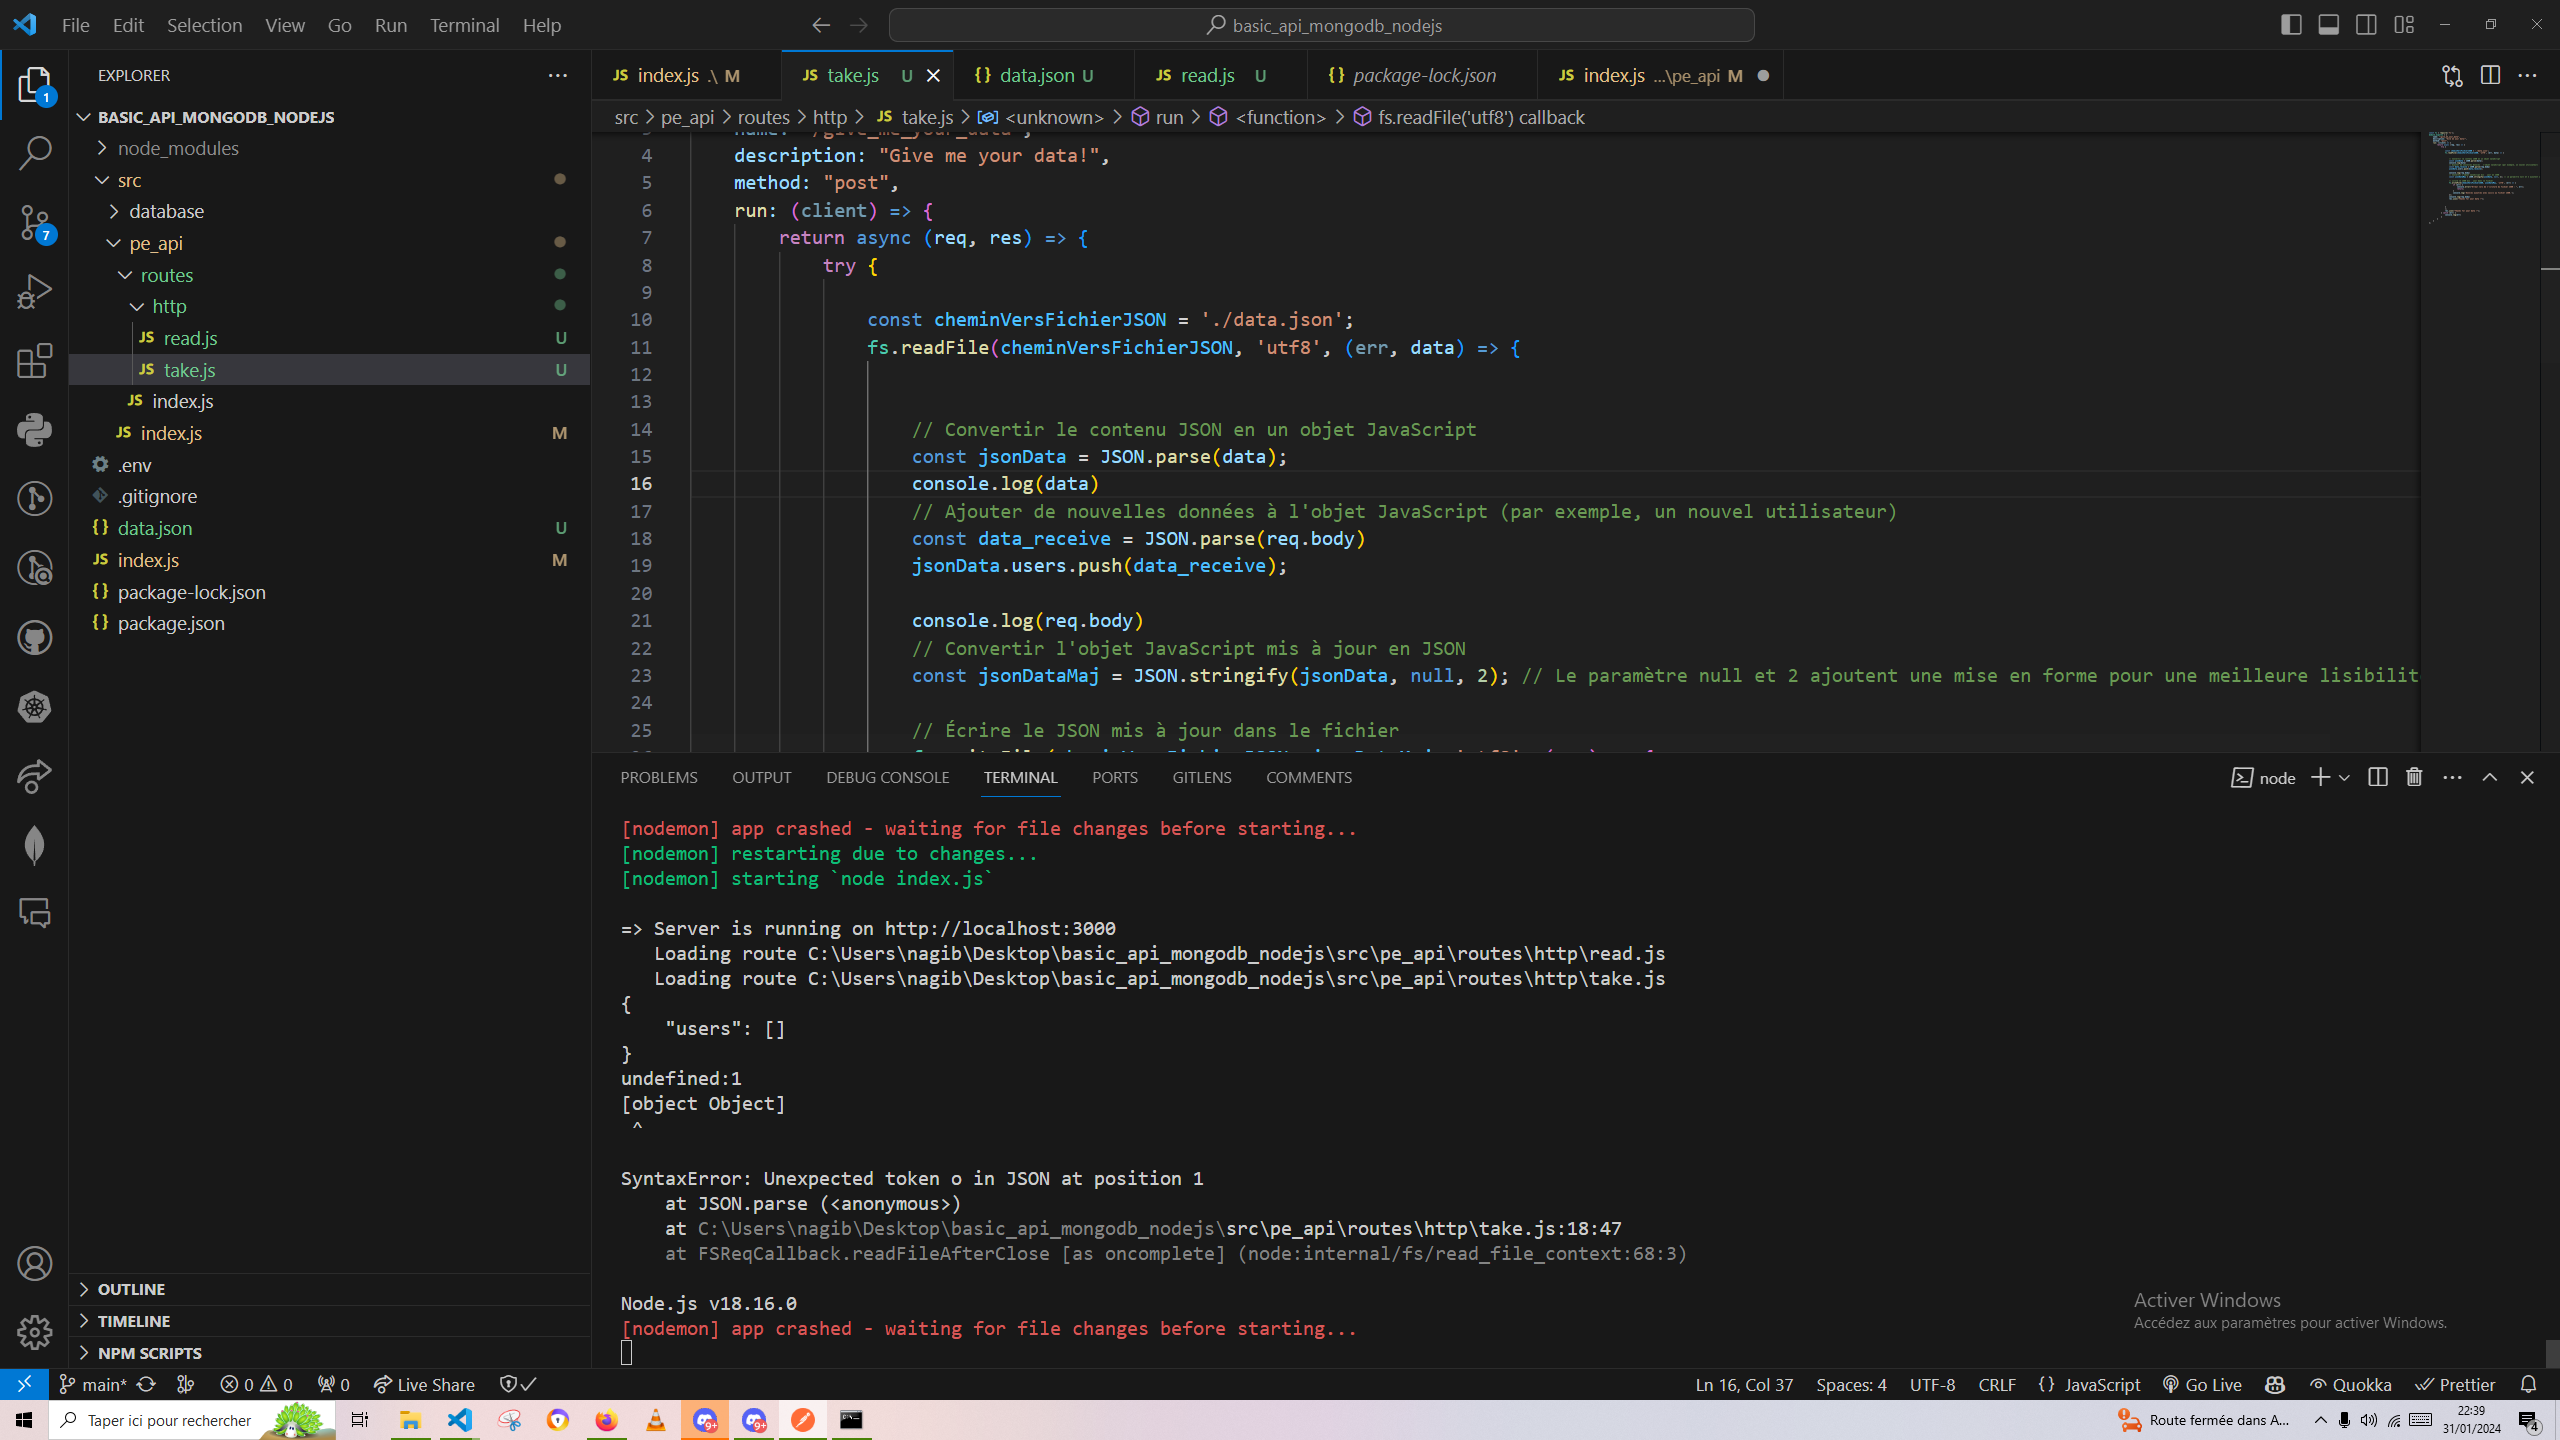 File Edit Selection View Go Run Terminal Help
basic_api_mongodb_nodejs
EXPLORER
BASIC_API_MONGODB_NODEJS
node_modules
src
database
pe_api
routes
http
JS read.js U
JS take.js U
JS index.js
JS index.js M
.env
.gitignore
{} data.json U
JS index.js M
{} package-lock.json
{} package.json
OUTLINE
TIMELINE
NPM SCRIPTS
1
7
JS index.js .\ M JS take.js U {} data.json U JS read.js U {} package-lock.json JS index.js ...\pe_api M
src > pe_api > routes > http > JS take.js > <unknown> > run > <function> > fs.readFile('utf8') callback
4 description: "Give me your data!",
5 method: "post",
6 run: (client) => {
7 return async (req, res) => {
8 try {
9
10 const cheminVersFichierJSON = './data.json';
11 fs.readFile(cheminVersFichierJSON, 'utf8', (err, data) => {
12
13
14 // Convertir le contenu JSON en un objet JavaScript
15 const jsonData = JSON.parse(data);
16 console.log(data)
17 // Ajouter de nouvelles données à l'objet JavaScript (par exemple, un nouvel utilisateur)
18 const data_receive = JSON.parse(req.body)
19 jsonData.users.push(data_receive);
20
21 console.log(req.body)
22 // Convertir l'objet JavaScript mis à jour en JSON
23 const jsonDataMaj = JSON.stringify(jsonData, null, 2); // Le paramètre null et 2 ajoutent une mise en forme pour une meilleure lisibilit
24
25 // Écrire le JSON mis à jour dans le fichier
PROBLEMS OUTPUT DEBUG CONSOLE TERMINAL PORTS GITLENS COMMENTS
node
[nodemon] app crashed - waiting for file changes before starting...
[nodemon] restarting due to changes...
[nodemon] starting `node index.js`
=> Server is running on http://localhost:3000
Loading route C:\Users\nagib\Desktop\basic_api_mongodb_nodejs\src\pe_api\routes\http\read.js
Loading route C:\Users\nagib\Desktop\basic_api_mongodb_nodejs\src\pe_api\routes\http\take.js
{
"users": []
}
undefined:1
[object Object]
^
SyntaxError: Unexpected token o in JSON at position 1
at JSON.parse (<anonymous>)
at C:\Users\nagib\Desktop\basic_api_mongodb_nodejs\src\pe_api\routes\http\take.js:18:47
at FSReqCallback.readFileAfterClose [as oncomplete] (node:internal/fs/read_file_context:68:3)
Node.js v18.16.0
[nodemon] app crashed - waiting for file changes before starting...
Activer Windows
Accédez aux paramètres pour activer Windows.
main* 0 0 0 Live Share Ln 16, Col 37 Spaces: 4 UTF-8 CRLF {} JavaScript Go Live Quokka Prettier
Taper ici pour rechercher
9+
9+
Route fermée dans A...
22:39
31/01/2024
4